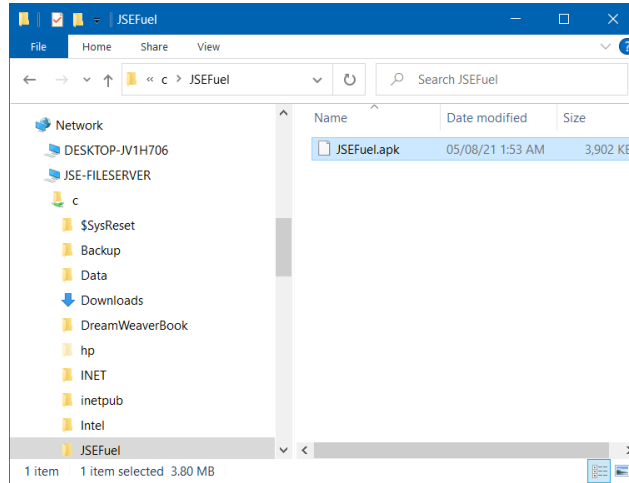 JSEFuel
File Home Share View
« c > JSEFuel
Search JSEFuel
Network
DESKTOP-JV1H706
JSE-FILESERVER
c
$SysReset
Backup
Data
Downloads
DreamWeaverBook
hp
INET
inetpub
Intel
JSEFuel
Name Date modified Size
JSEFuel.apk 05/08/21 1:53 AM 3,902 KB
1 item 1 item selected 3.80 MB